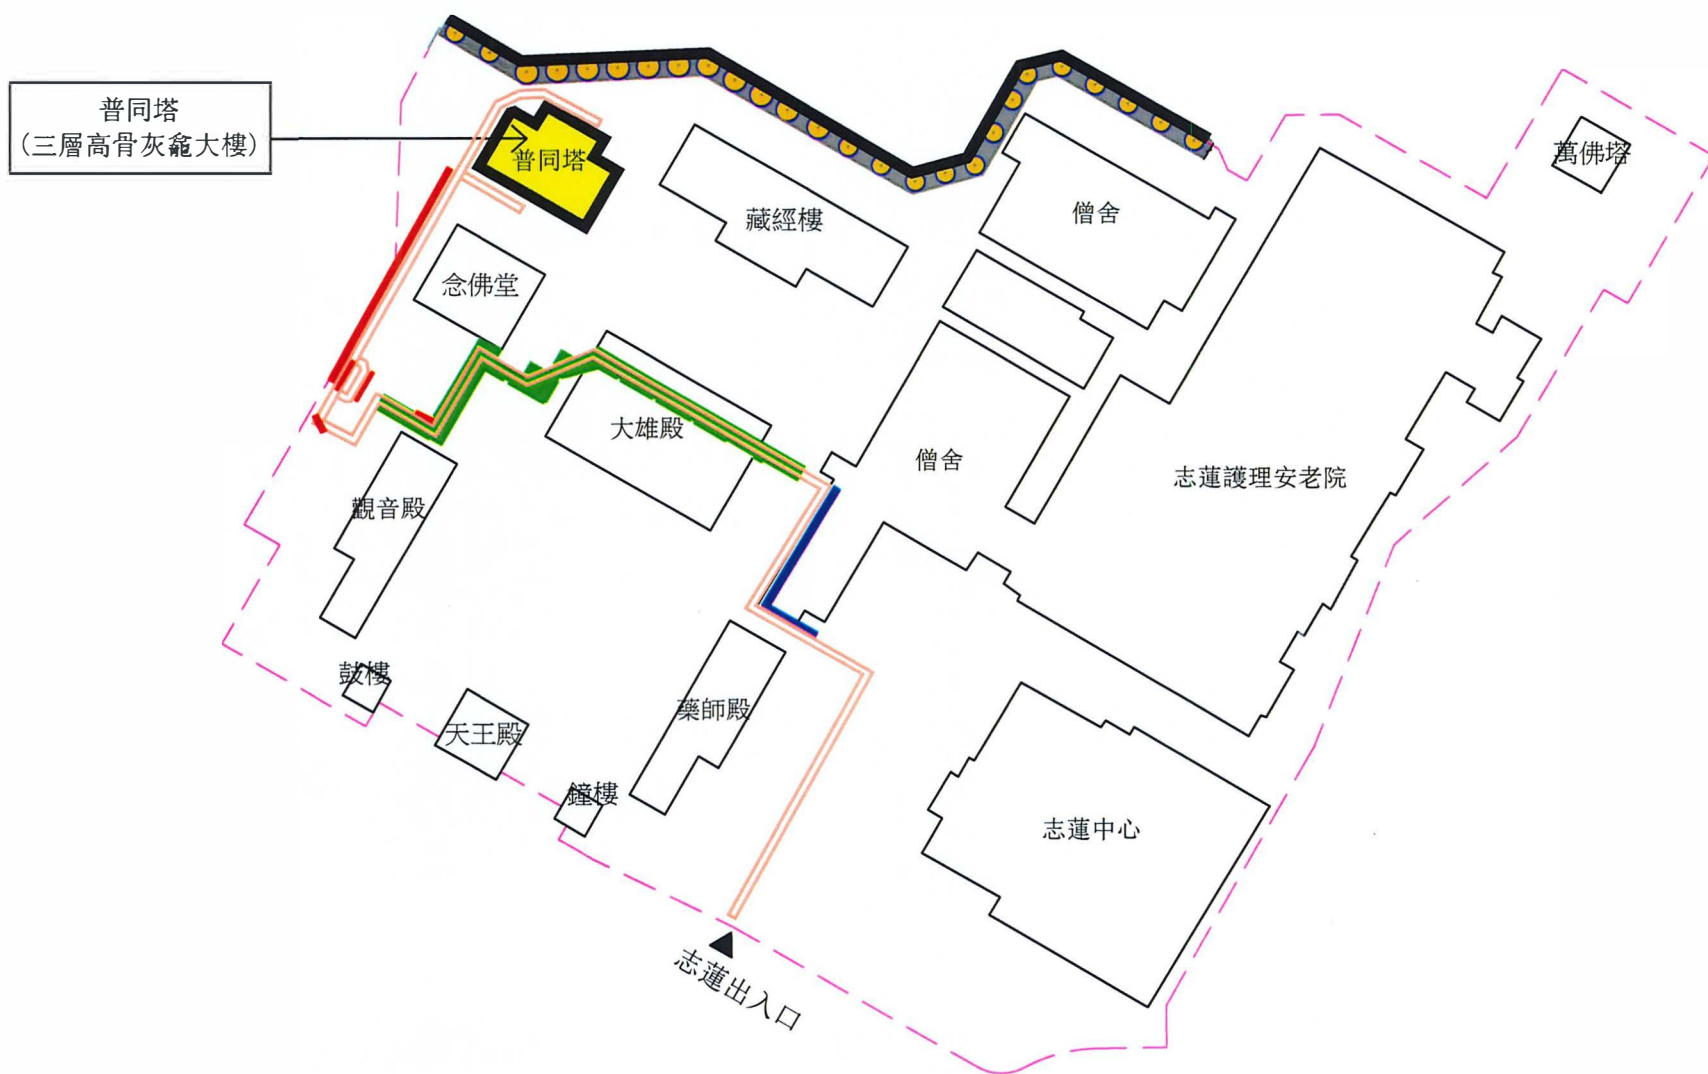 普同塔
(三層高骨灰龕大樓)
普同塔
萬佛塔
藏經樓
僧舍
念佛堂
大雄殿
僧舍
志蓮護理安老院
觀音殿
鼓樓
天王殿
藥師殿
鐘樓
志蓮中心
志蓮出入口